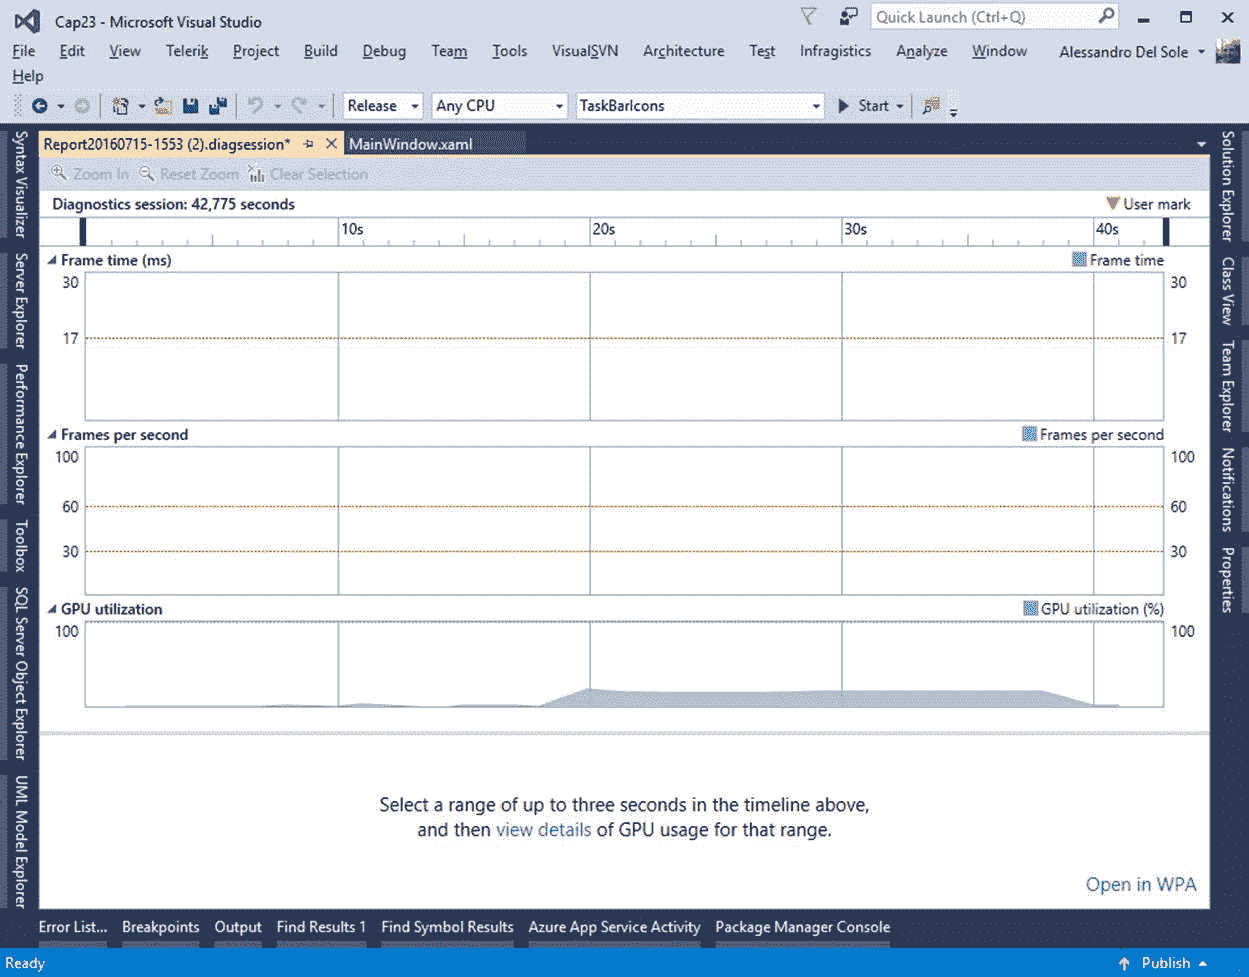 Cap23 - Microsoft Visual Studio
Quick Launch (Ctrl+Q)
File Edit View Telerik Project Build Debug Team Tools VisualSVN Architecture Test Infragistics Analyze Window Alessandro Del Sole
Help
Release Any CPU TaskBarIcons Start
Report20160715-1553 (2).diagsession* MainWindow.xaml
Zoom In Reset Zoom Clear Selection
Diagnostics session: 42,775 seconds User mark
10s 20s 30s 40s
Frame time (ms) Frame time
30 30
17 17
Frames per second Frames per second
100 100
60 60
30 30
GPU utilization GPU utilization (%)
100 100
Select a range of up to three seconds in the timeline above,
and then view details of GPU usage for that range.
Open in WPA
Syntax Visualizer
Server Explorer
Performance Explorer
Toolbox
SQL Server Object Explorer
UML Model Explorer
Solution Explorer
Class View
Team Explorer
Notifications
Properties
Error List... Breakpoints Output Find Results 1 Find Symbol Results Azure App Service Activity Package Manager Console
Ready Publish